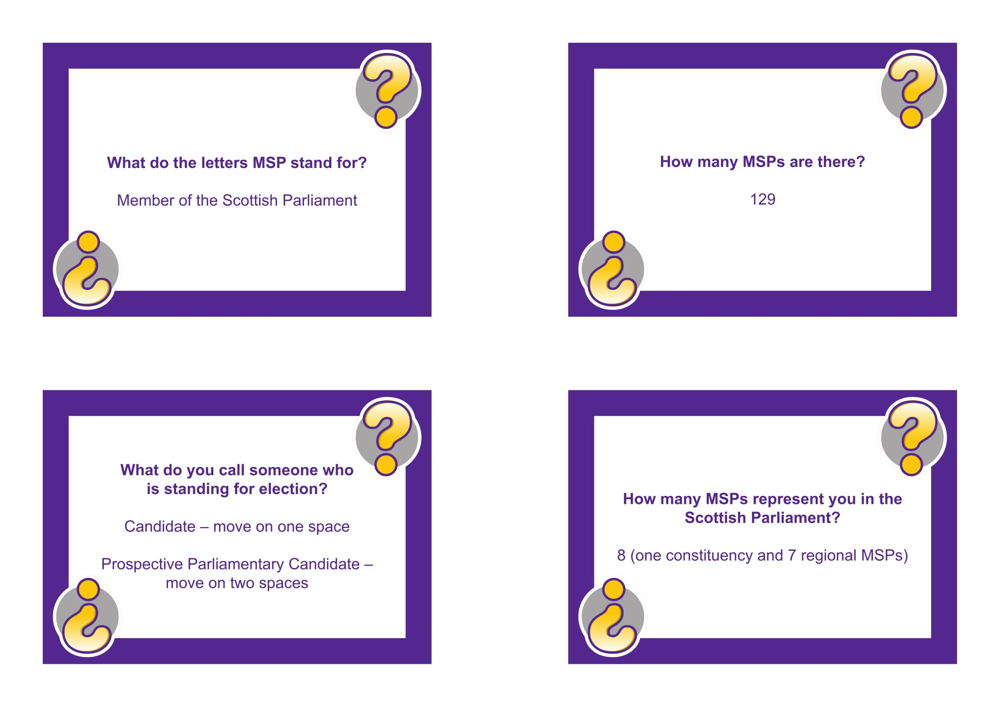 What do the letters MSP stand for?
Member of the Scottish Parliament
How many MSPs are there?
129
What do you call someone who
is standing for election?
Candidate – move on one space
Prospective Parliamentary Candidate –
move on two spaces
How many MSPs represent you in the
Scottish Parliament?
8 (one constituency and 7 regional MSPs)